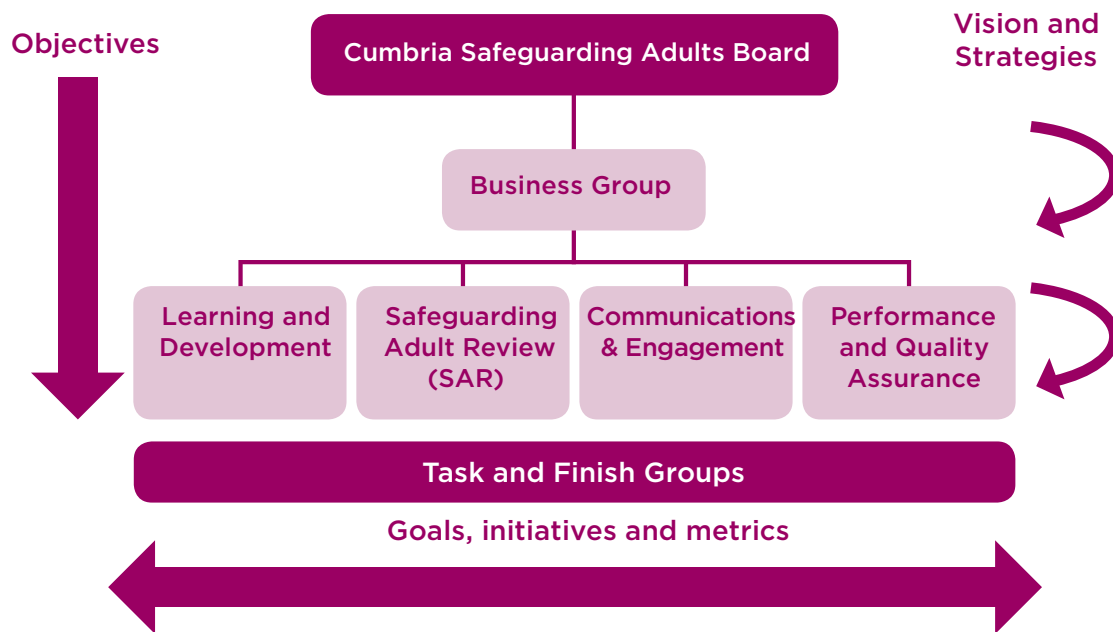 Objectives
Cumbria Safeguarding Adults Board
Vision and
Strategies
Business Group
Learning and
Development
Safeguarding
Adult Review
(SAR)
Communications
& Engagement
Performance
and Quality
Assurance
Task and Finish Groups
Goals, initiatives and metrics